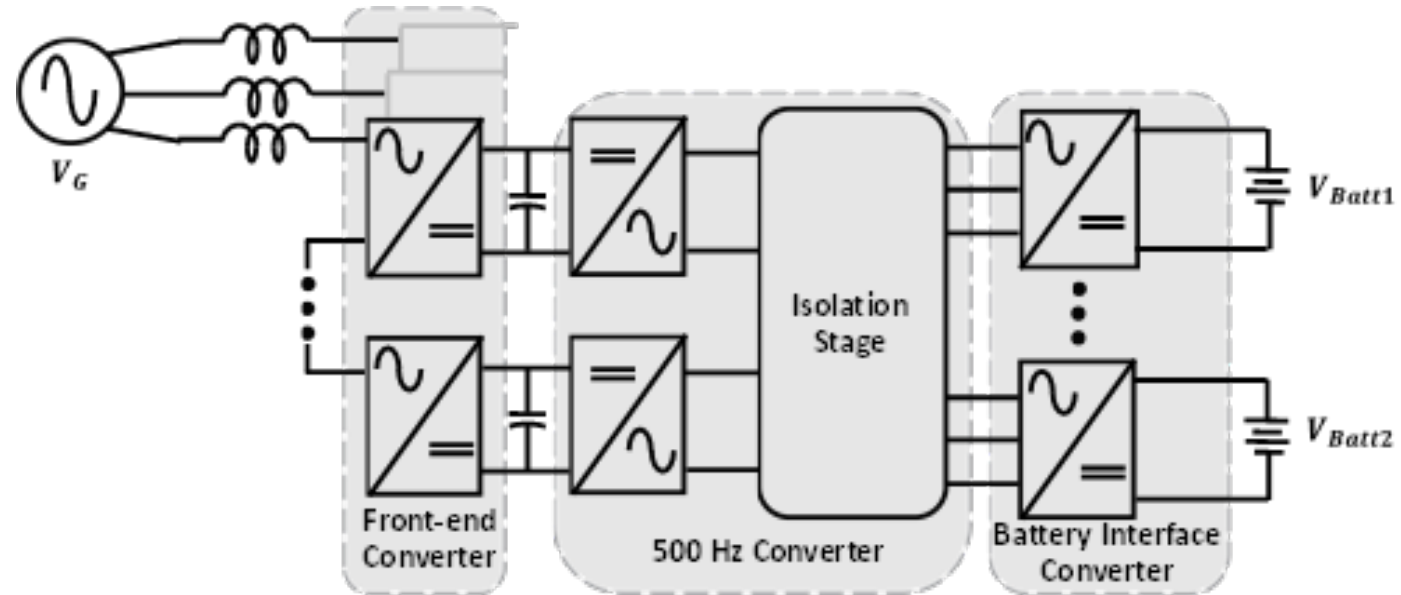 V_G
Front-end
Converter
500 Hz Converter
Isolation
Stage
Battery Interface
Converter
V_Batt1
V_Batt2